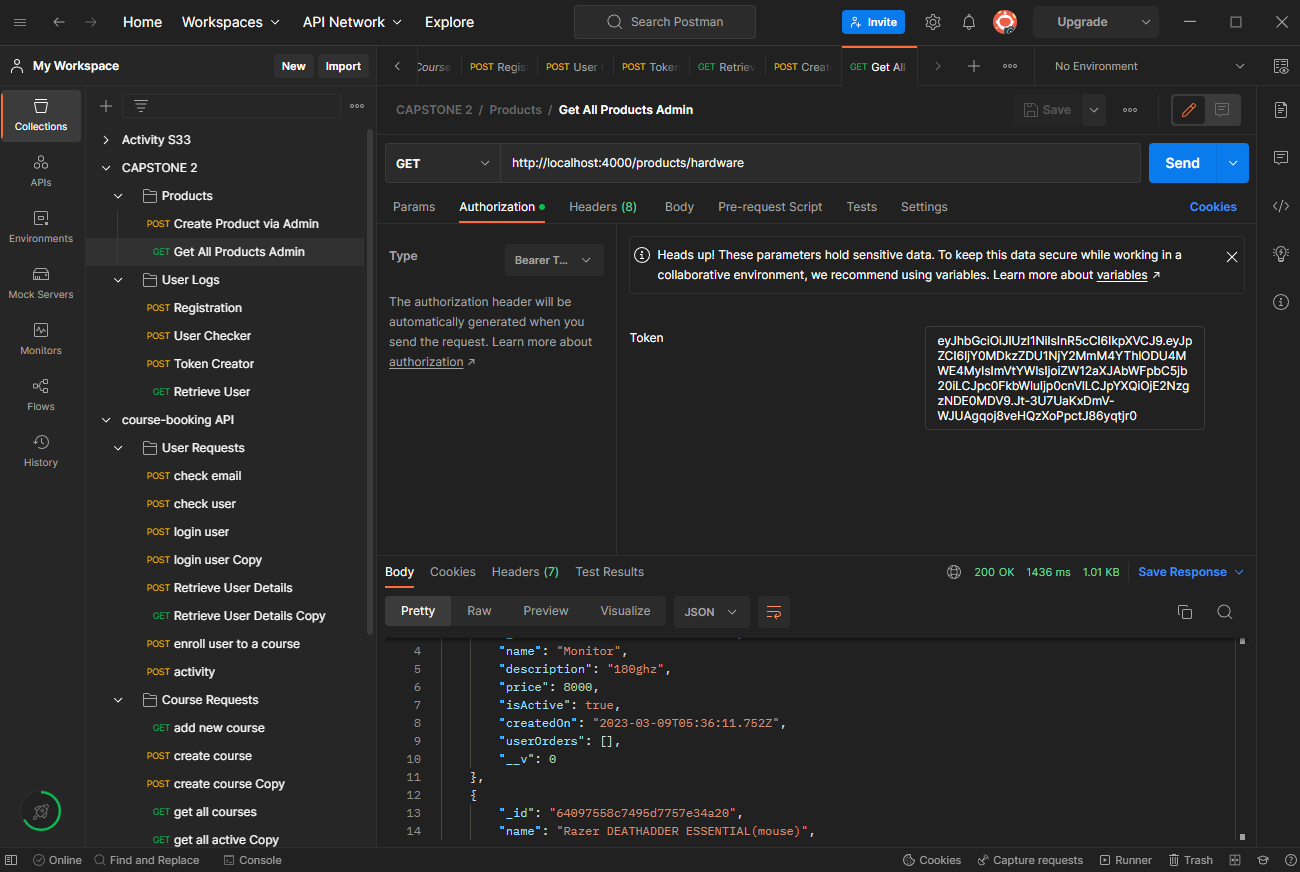 Home
Workspaces
API Network
Explore
Search Postman
Invite
Upgrade
My Workspace
New
Import
Course
POST Regis
POST User
POST Token
GET Retriev
POST Creat
GET Get All
No Environment
Collections
APIs
Environments
Mock Servers
Monitors
Flows
History
Activity S33
CAPSTONE 2
Products
POST Create Product via Admin
GET Get All Products Admin
User Logs
POST Registration
POST User Checker
POST Token Creator
GET Retrieve User
course-booking API
User Requests
POST check email
POST check user
POST login user
POST login user Copy
POST Retrieve User Details
GET Retrieve User Details Copy
POST enroll user to a course
POST activity
Course Requests
GET add new course
POST create course
POST create course Copy
GET get all courses
GET get all active Copy
CAPSTONE 2 / Products / Get All Products Admin
Save
GET
http://localhost:4000/products/hardware
Send
Params
Authorization
Headers (8)
Body
Pre-request Script
Tests
Settings
Cookies
Type
Bearer T...
The authorization header will be
automatically generated when you
send the request. Learn more about
authorization ↗
Heads up! These parameters hold sensitive data. To keep this data secure while working in a
collaborative environment, we recommend using variables. Learn more about variables ↗
Token
Body
Cookies
Headers (7)
Test Results
200 OK
1436 ms
1.01 KB
Save Response
Pretty
Raw
Preview
Visualize
JSON
4 "name": "Monitor",
5 "description": "180ghz",
6 "price": 8000,
7 "isActive": true,
8 "createdOn": "2023-03-09T05:36:11.752Z",
9 "userOrders": [],
10 "__v": 0
11 },
12 {
13 "_id": "64097558c7495d7757e34a20",
14 "name": "Razer DEATHADDER ESSENTIAL(mouse)",
Online
Find and Replace
Console
Cookies
Capture requests
Runner
Trash